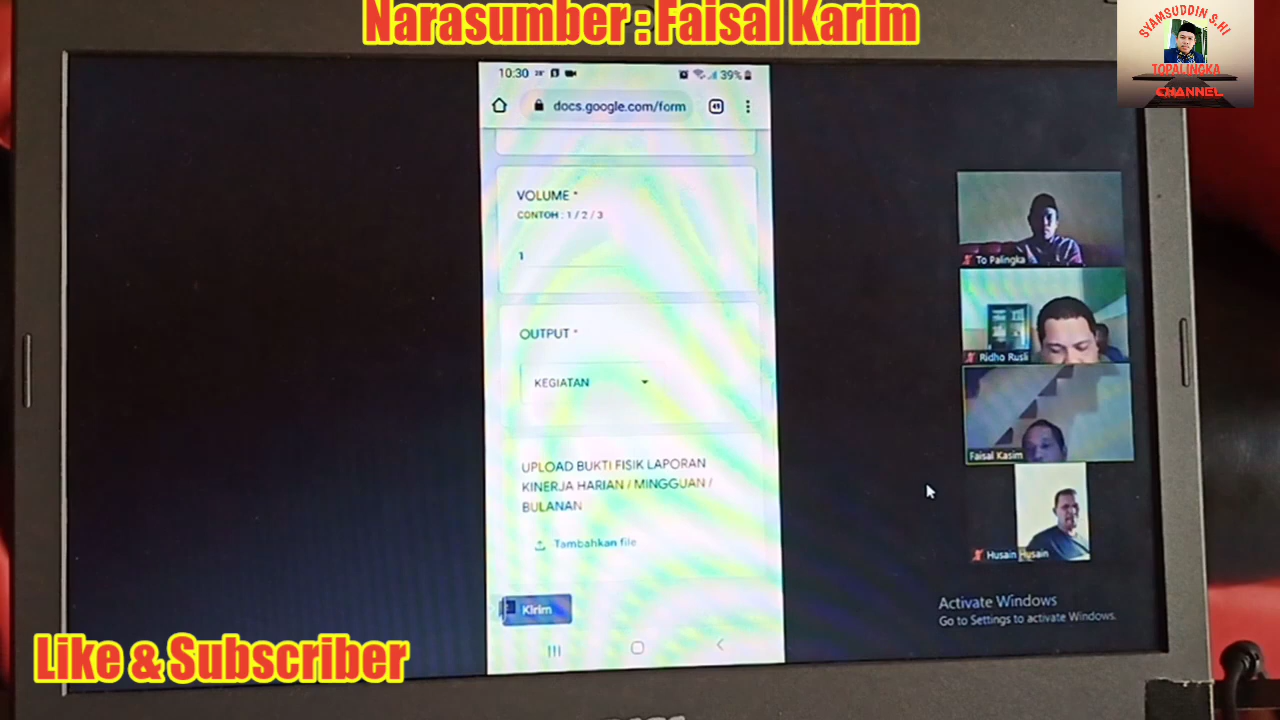 Narasumber : Faisal Karim
SYAMSUDDIN S.HI
TOPALINGKA
CHANNEL
10:30 28° 39%
docs.google.com/form 49
VOLUME *
CONTOH : 1 / 2 / 3
1
OUTPUT *
KEGIATAN
UPLOAD BUKTI FISIK LAPORAN
KINERJA HARIAN / MINGGUAN /
BULANAN
Tambahkan file
Kirim
To Palingka
Ridho Rusli
Faisal Kasim
Husain Husain
Activate Windows
Go to Settings to activate Windows.
Like & Subscriber